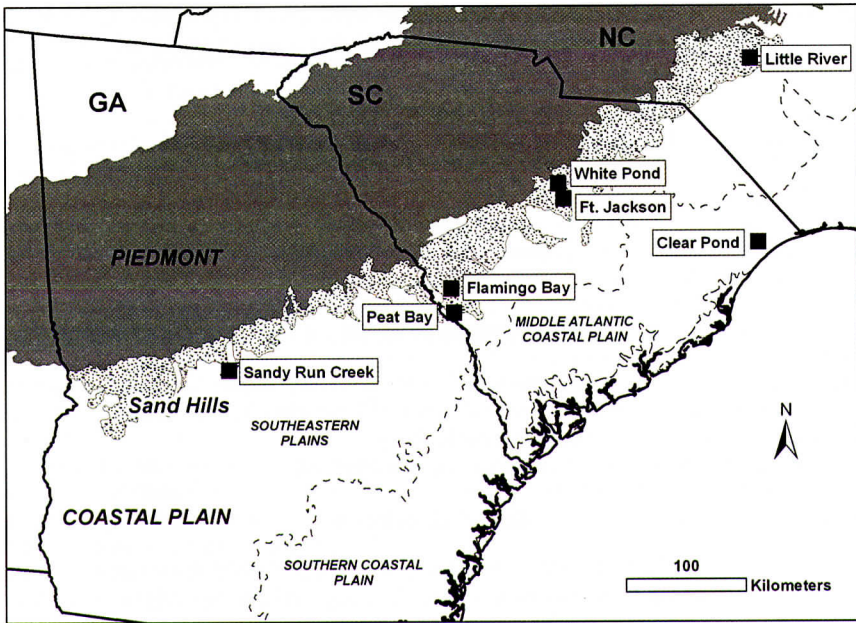 NC
Little River
GA
SC
White Pond
Ft. Jackson
Clear Pond
PIEDMONT
Flamingo Bay
Peat Bay
MIDDLE ATLANTIC
COASTAL PLAIN
Sandy Run Creek
Sand Hills
SOUTHEASTERN
PLAINS
N
COASTAL PLAIN
SOUTHERN COASTAL
PLAIN
100
Kilometers